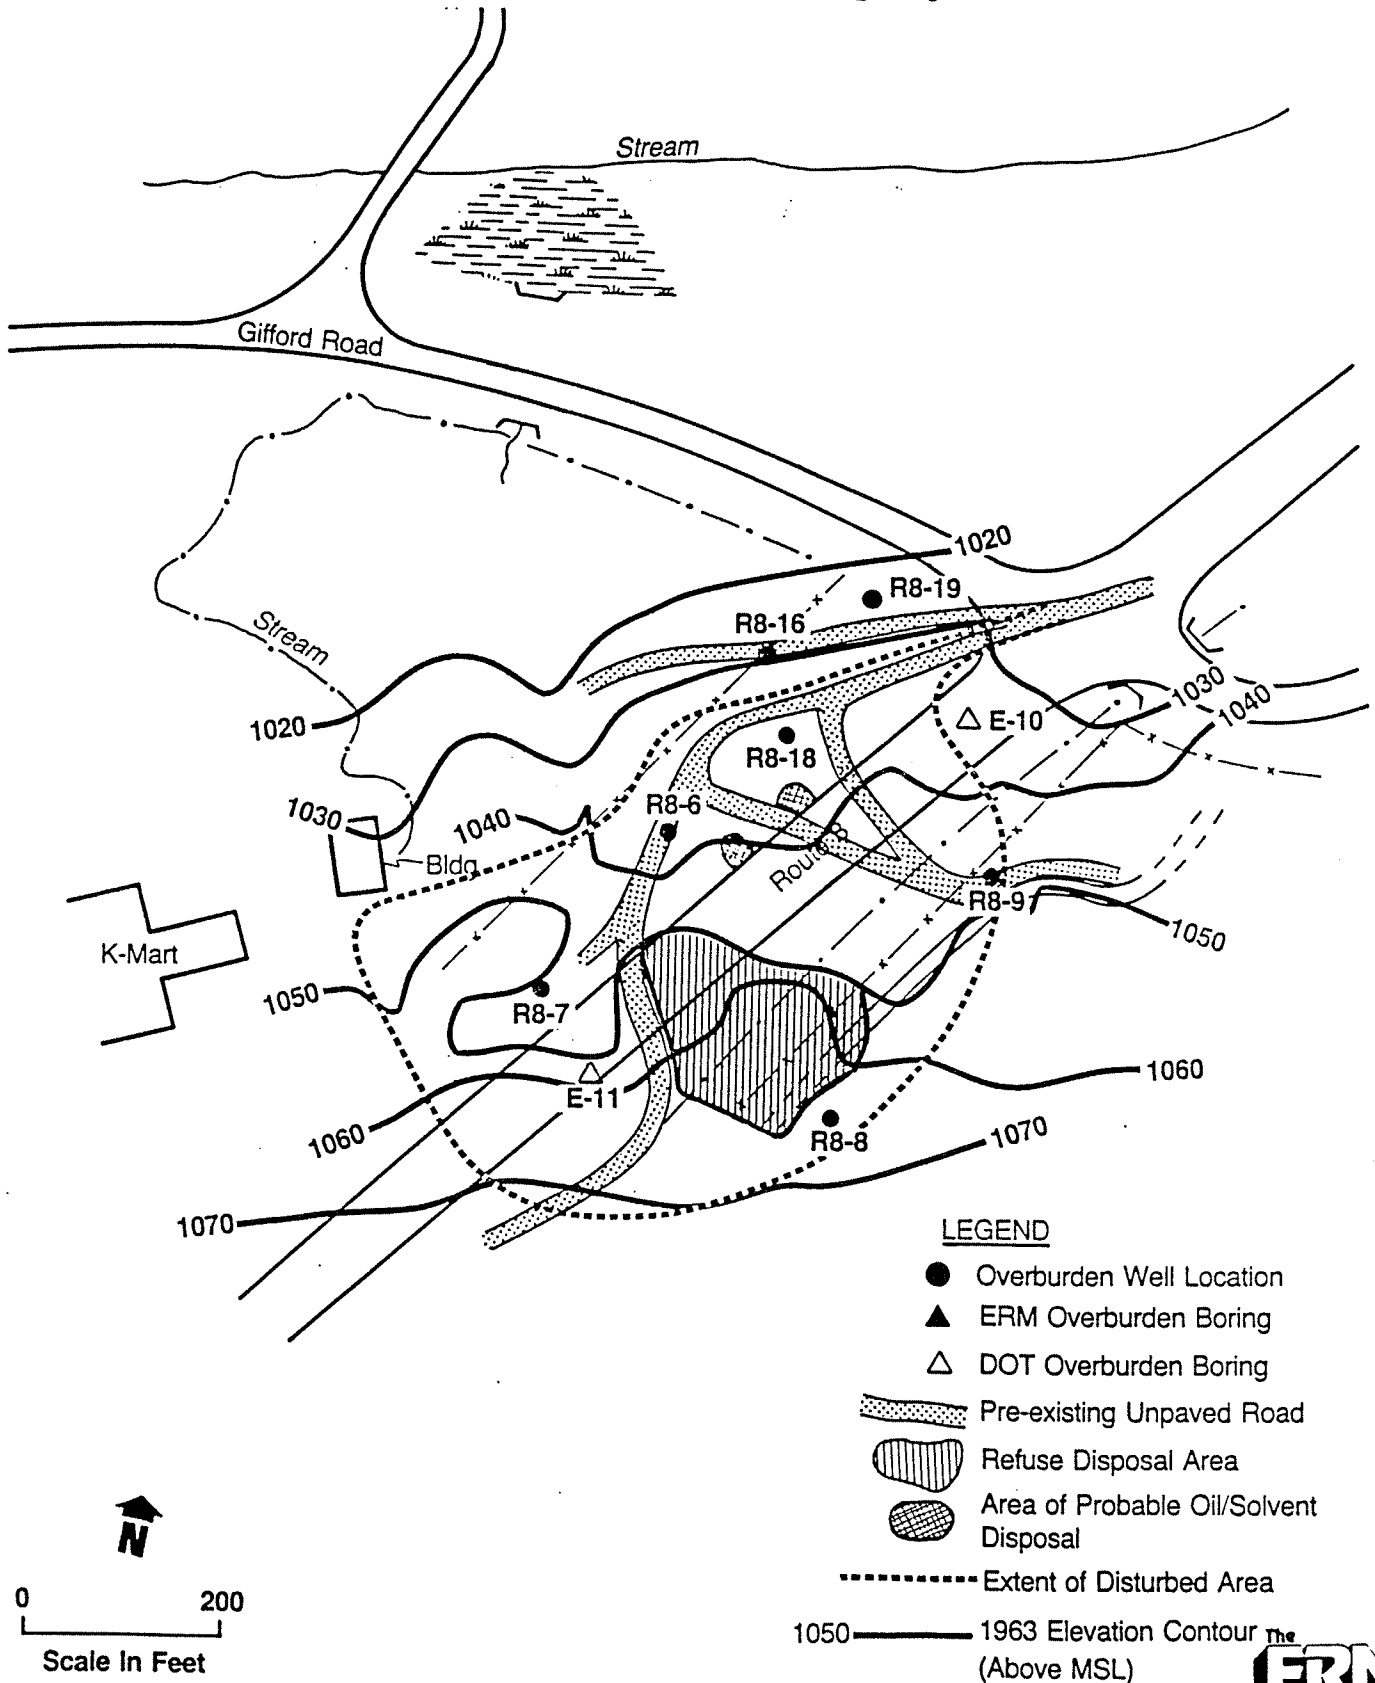 Stream
Gifford Road
1020
R8-19
R8-16
Stream
1020
1030
1040
E-10
R8-18
1030
1040
R8-6
Bldg
Route 8
R8-9
1050
K-Mart
1050
R8-7
1060
E-11
1060
R8-8
1070
1070
LEGEND
Overburden Well Location
ERM Overburden Boring
DOT Overburden Boring
Pre-existing Unpaved Road
Refuse Disposal Area
Area of Probable Oil/Solvent
Disposal
Extent of Disturbed Area
1050 1963 Elevation Contour
(Above MSL)
N
0 200
Scale In Feet
The
ERM